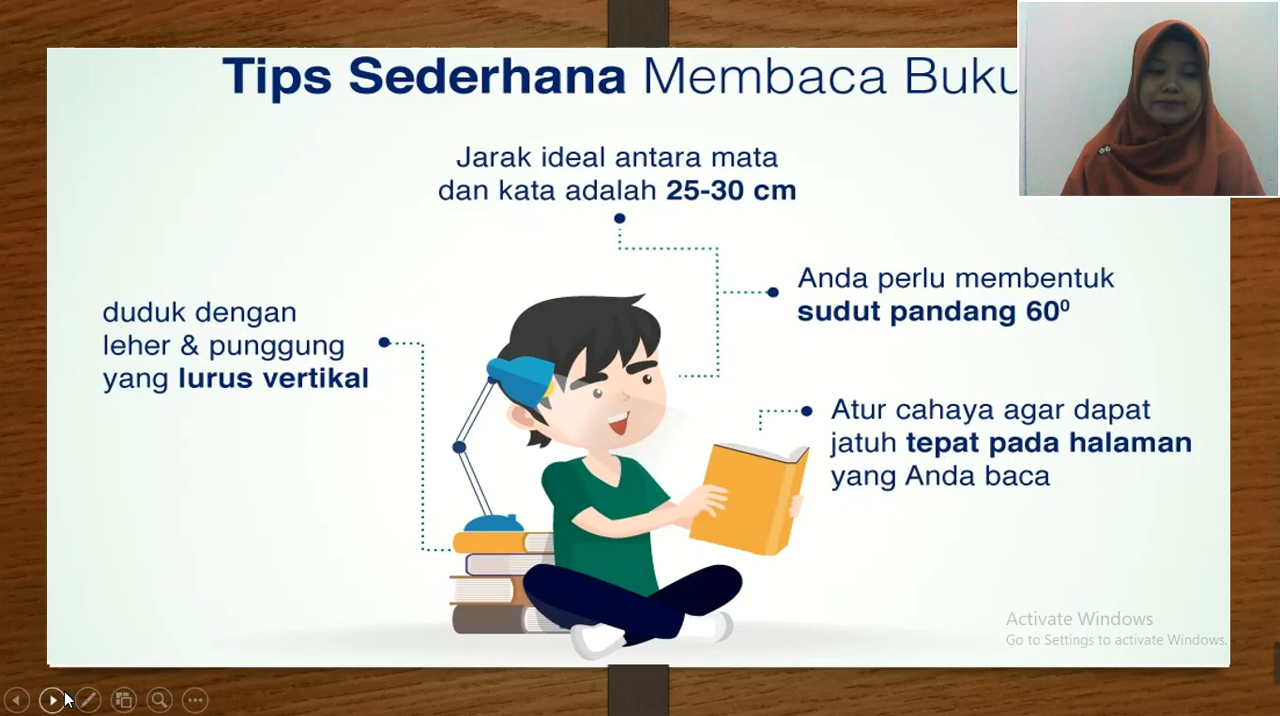 Tips Sederhana Membaca Buku
Jarak ideal antara mata
dan kata adalah 25-30 cm
Anda perlu membentuk
sudut pandang 60⁰
duduk dengan
leher & punggung
yang lurus vertikal
Atur cahaya agar dapat
jatuh tepat pada halaman
yang Anda baca
Activate Windows
Go to Settings to activate Windows.